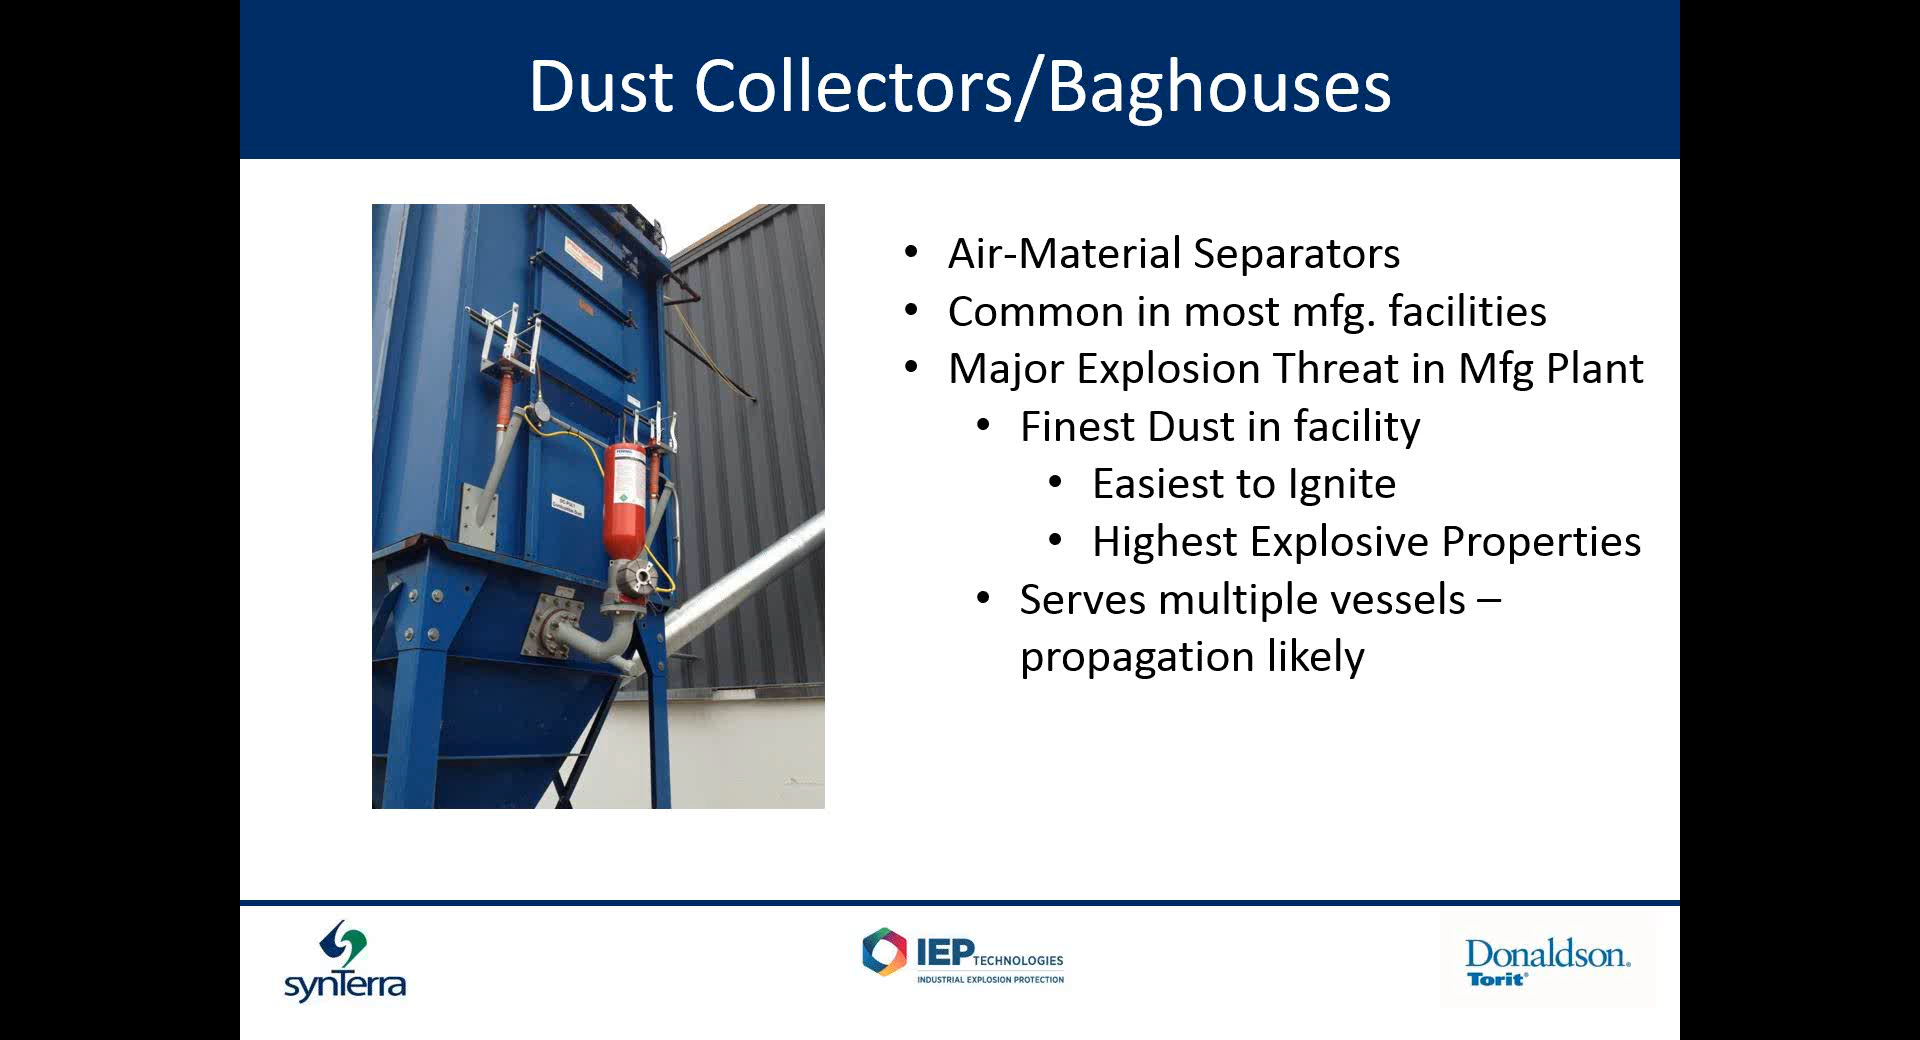 Dust Collectors/Baghouses
• Air-Material Separators
• Common in most mfg. facilities
• Major Explosion Threat in Mfg Plant
• Finest Dust in facility
• Easiest to Ignite
• Highest Explosive Properties
• Serves multiple vessels –
propagation likely
synTerra
IEP TECHNOLOGIES
INDUSTRIAL EXPLOSION PROTECTION
Donaldson.
Torit®